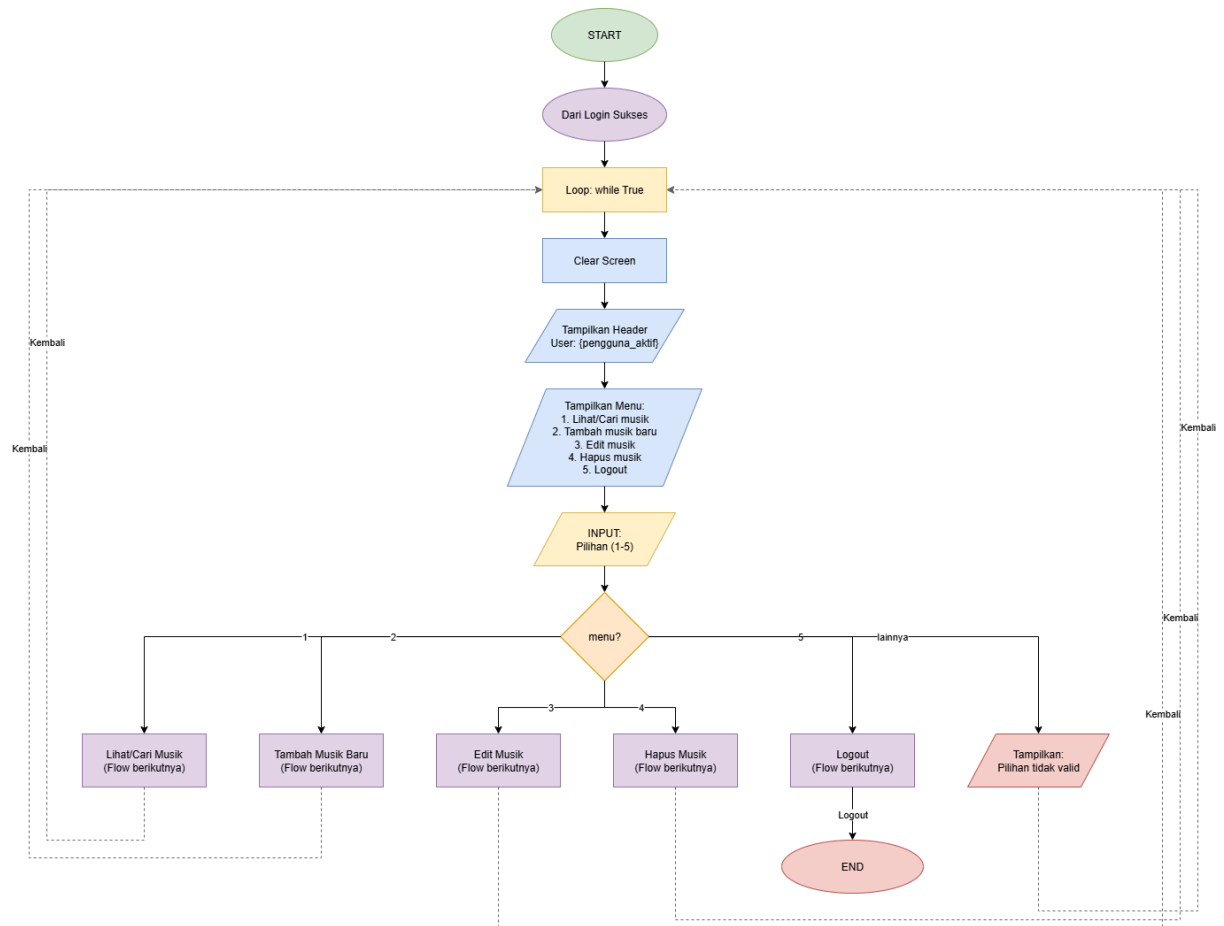 START
Dari Login Sukses
Loop: while True
Clear Screen
Tampilkan Header
User: {pengguna_aktif}
Kembali
Tampilkan Menu:
1. Lihat/Cari musik
2. Tambah musik baru
3. Edit musik
4. Hapus musik
5. Logout
Kembali
Kembali
INPUT:
Pilihan (1-5)
Kembali
menu?
1
2
5
lainnya
3
4
Kembali
Lihat/Cari Musik
(Flow berikutnya)
Tambah Musik Baru
(Flow berikutnya)
Edit Musik
(Flow berikutnya)
Hapus Musik
(Flow berikutnya)
Logout
(Flow berikutnya)
Tampilkan:
Pilihan tidak valid
Logout
END